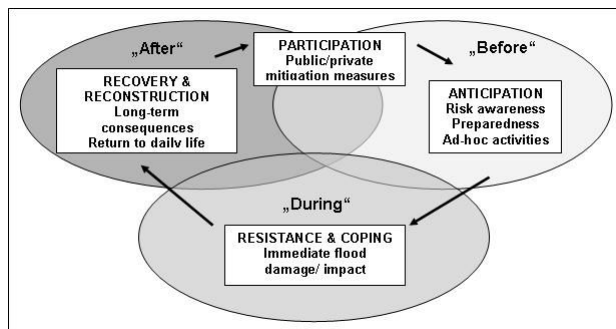 „After“
PARTICIPATION
Public/private
mitigation measures
„Before“
RECOVERY &
RECONSTRUCTION
Long-term
consequences
Return to daily life
ANTICIPATION
Risk awareness
Preparedness
Ad-hoc activities
„During“
RESISTANCE & COPING
Immediate flood
damage/ impact